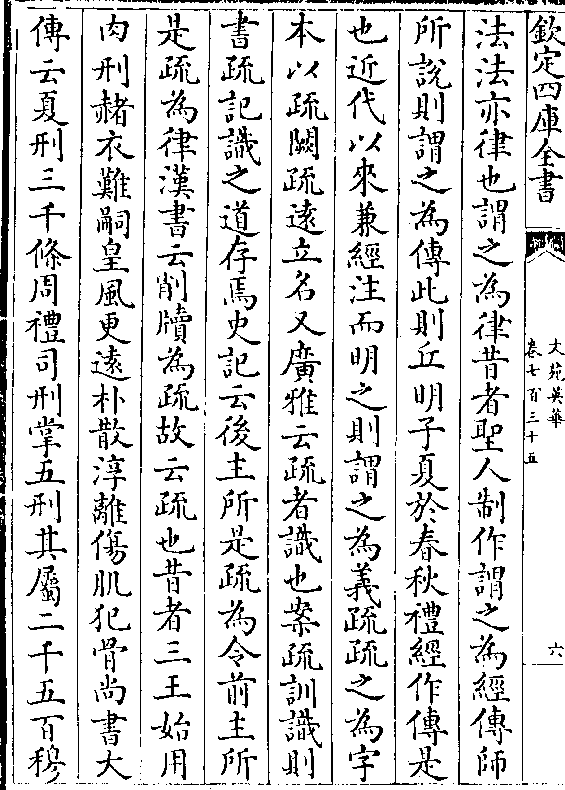 欽定四庫全書
文苑英華
卷七百三十五
六
法法亦律也謂之為律昔者聖人制作謂之為經傳師
所說則謂之為傳此則丘明子夏於春秋禮經作傳是
也近代以來兼經注而明之則謂之為義疏疏之為字
本以疏闕疏遠立名又廣雅云疏者識也案疏訓識則
書疏記識之道存焉史記云後主所是疏為令前主所
是疏為律漢書云削牘為疏故云疏也昔者三王始用
肉刑赭衣難嗣皇風更遠朴散淳離傷肌犯骨尚書大
傳云夏刑三千條周禮司刑掌五刑其屬二千五百穆